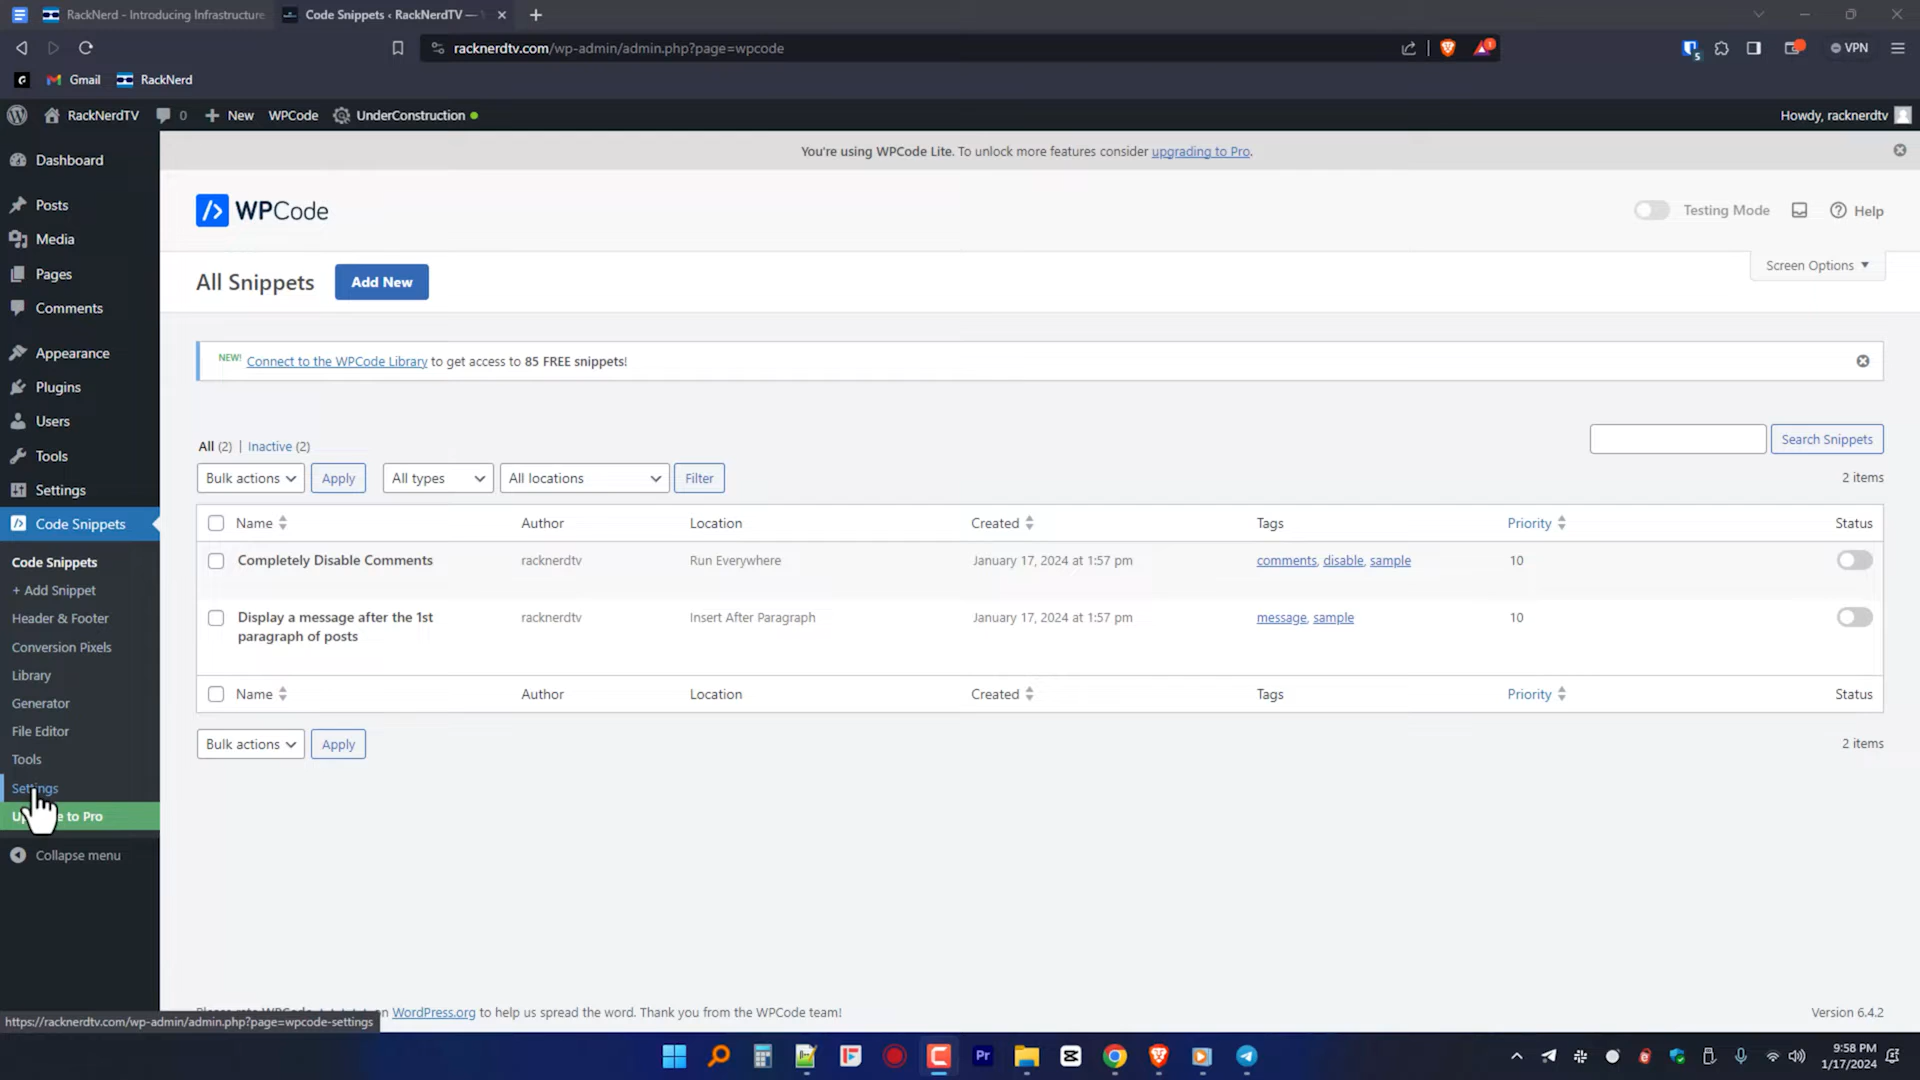 RackNerd - Introducing Infrastructure
Code Snippets ‹ RackNerdTV —
racknerdtv.com/wp-admin/admin.php?page=wpcode
5
1
VPN
G
Gmail
RackNerd
RackNerdTV
0
New
WPCode
UnderConstruction
Howdy, racknerdtv
Dashboard
Posts
Media
Pages
Comments
Appearance
Plugins
Users
Tools
Settings
Code Snippets
Code Snippets
+ Add Snippet
Header & Footer
Conversion Pixels
Library
Generator
File Editor
Tools
Settings
to Pro
Collapse menu
You're using WPCode Lite. To unlock more features consider upgrading to Pro.
WPCode
Testing Mode
Help
All Snippets
Add New
Screen Options
NEW! Connect to the WPCode Library to get access to 85 FREE snippets!
All (2) | Inactive (2)
Search Snippets
Bulk actions
Apply
All types
All locations
Filter
2 items
Name
Author
Location
Created
Tags
Priority
Status
Completely Disable Comments
racknerdtv
Run Everywhere
January 17, 2024 at 1:57 pm
comments, disable, sample
10
Display a message after the 1st
paragraph of posts
racknerdtv
Insert After Paragraph
January 17, 2024 at 1:57 pm
message, sample
10
Name
Author
Location
Created
Tags
Priority
Status
Bulk actions
Apply
2 items
WordPress.org to help us spread the word. Thank you from the WPCode team!
Version 6.4.2
https://racknerdtv.com/wp-admin/admin.php?page=wpcode-settings
Pr
9:58 PM
1/17/2024